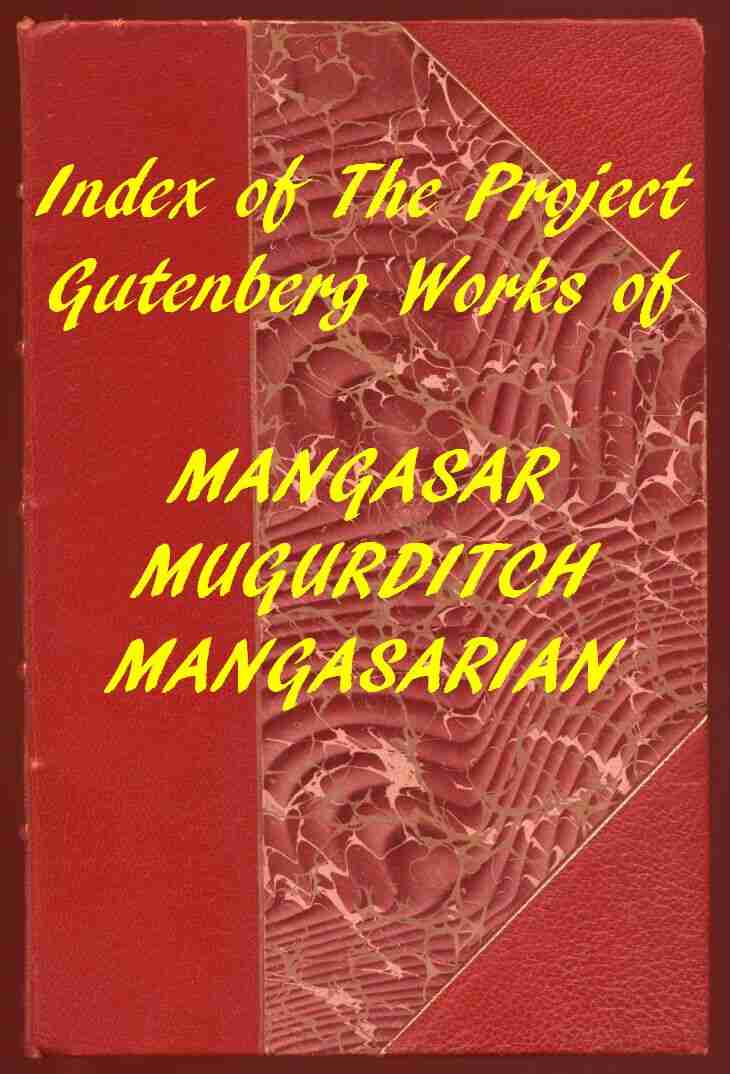 Index of The Project
Gutenberg Works of
MANGASAR
MUGURDITCH
MANGASARIAN